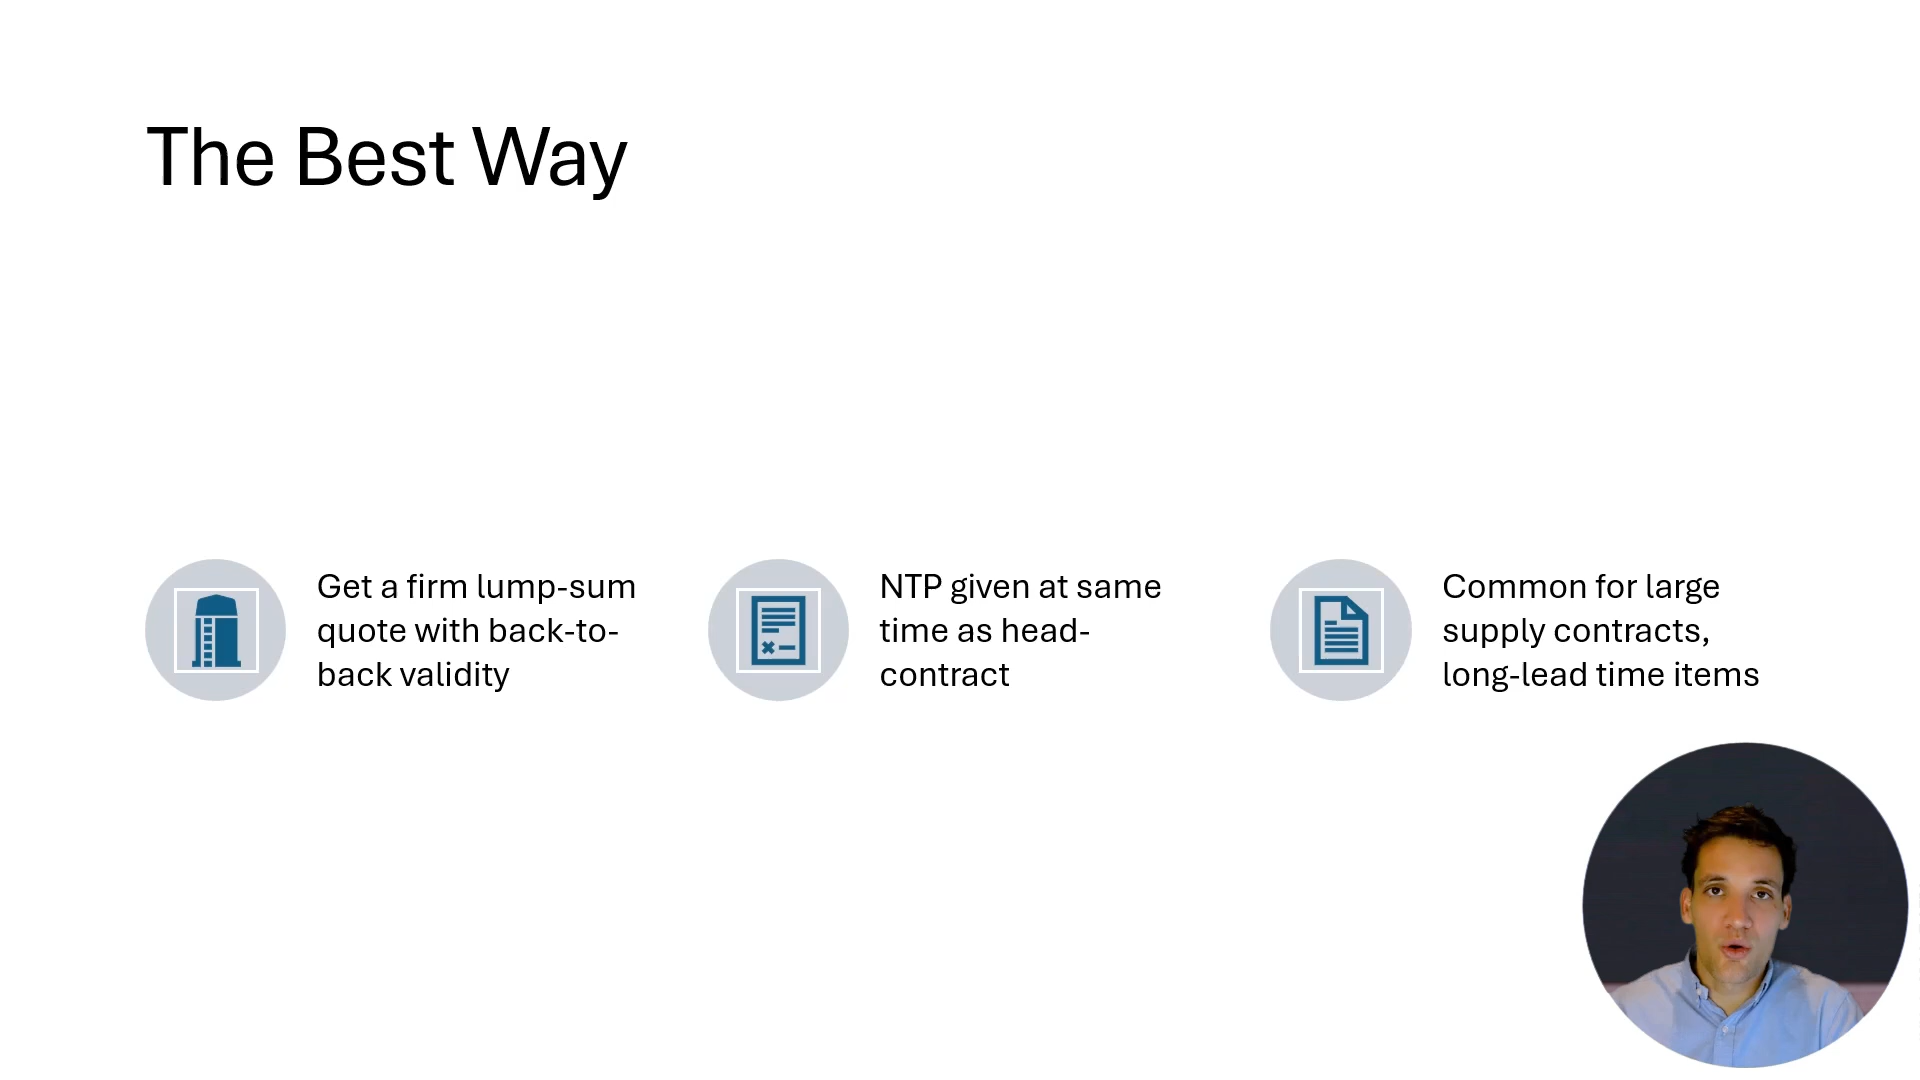 The Best Way
Get a firm lump-sum
quote with back-to-
back validity
NTP given at same
time as head-
contract
Common for large
supply contracts,
long-lead time items